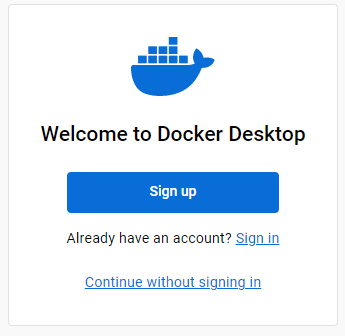 Welcome to Docker Desktop
Sign up
Already have an account? Sign in
Continue without signing in